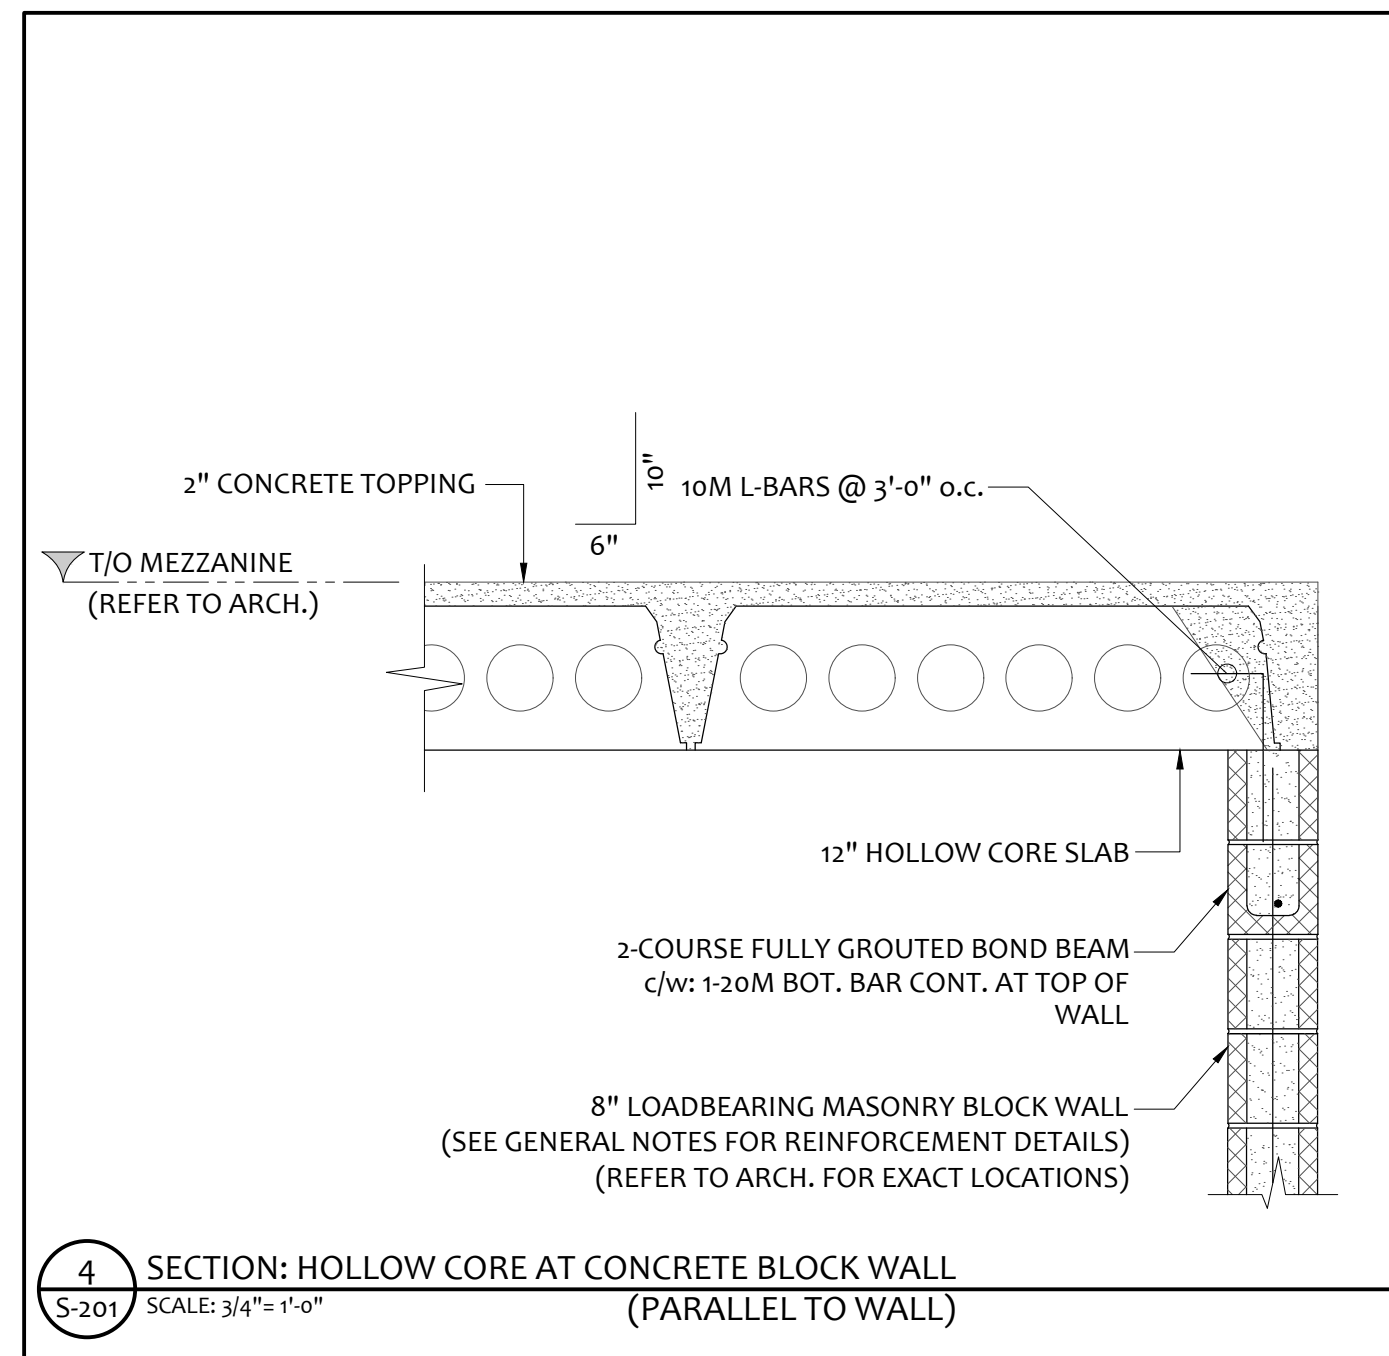 2" CONCRETE TOPPING
10"
6"
10M L-BARS @ 3'-0" o.c.
T/O MEZZANINE
(REFER TO ARCH.)
12" HOLLOW CORE SLAB
2-COURSE FULLY GROUTED BOND BEAM
c/w: 1-20M BOT. BAR CONT. AT TOP OF
WALL
8" LOADBEARING MASONRY BLOCK WALL
(SEE GENERAL NOTES FOR REINFORCEMENT DETAILS)
(REFER TO ARCH. FOR EXACT LOCATIONS)
4
S-201
SECTION: HOLLOW CORE AT CONCRETE BLOCK WALL
SCALE: 3/4"= 1'-0"
(PARALLEL TO WALL)